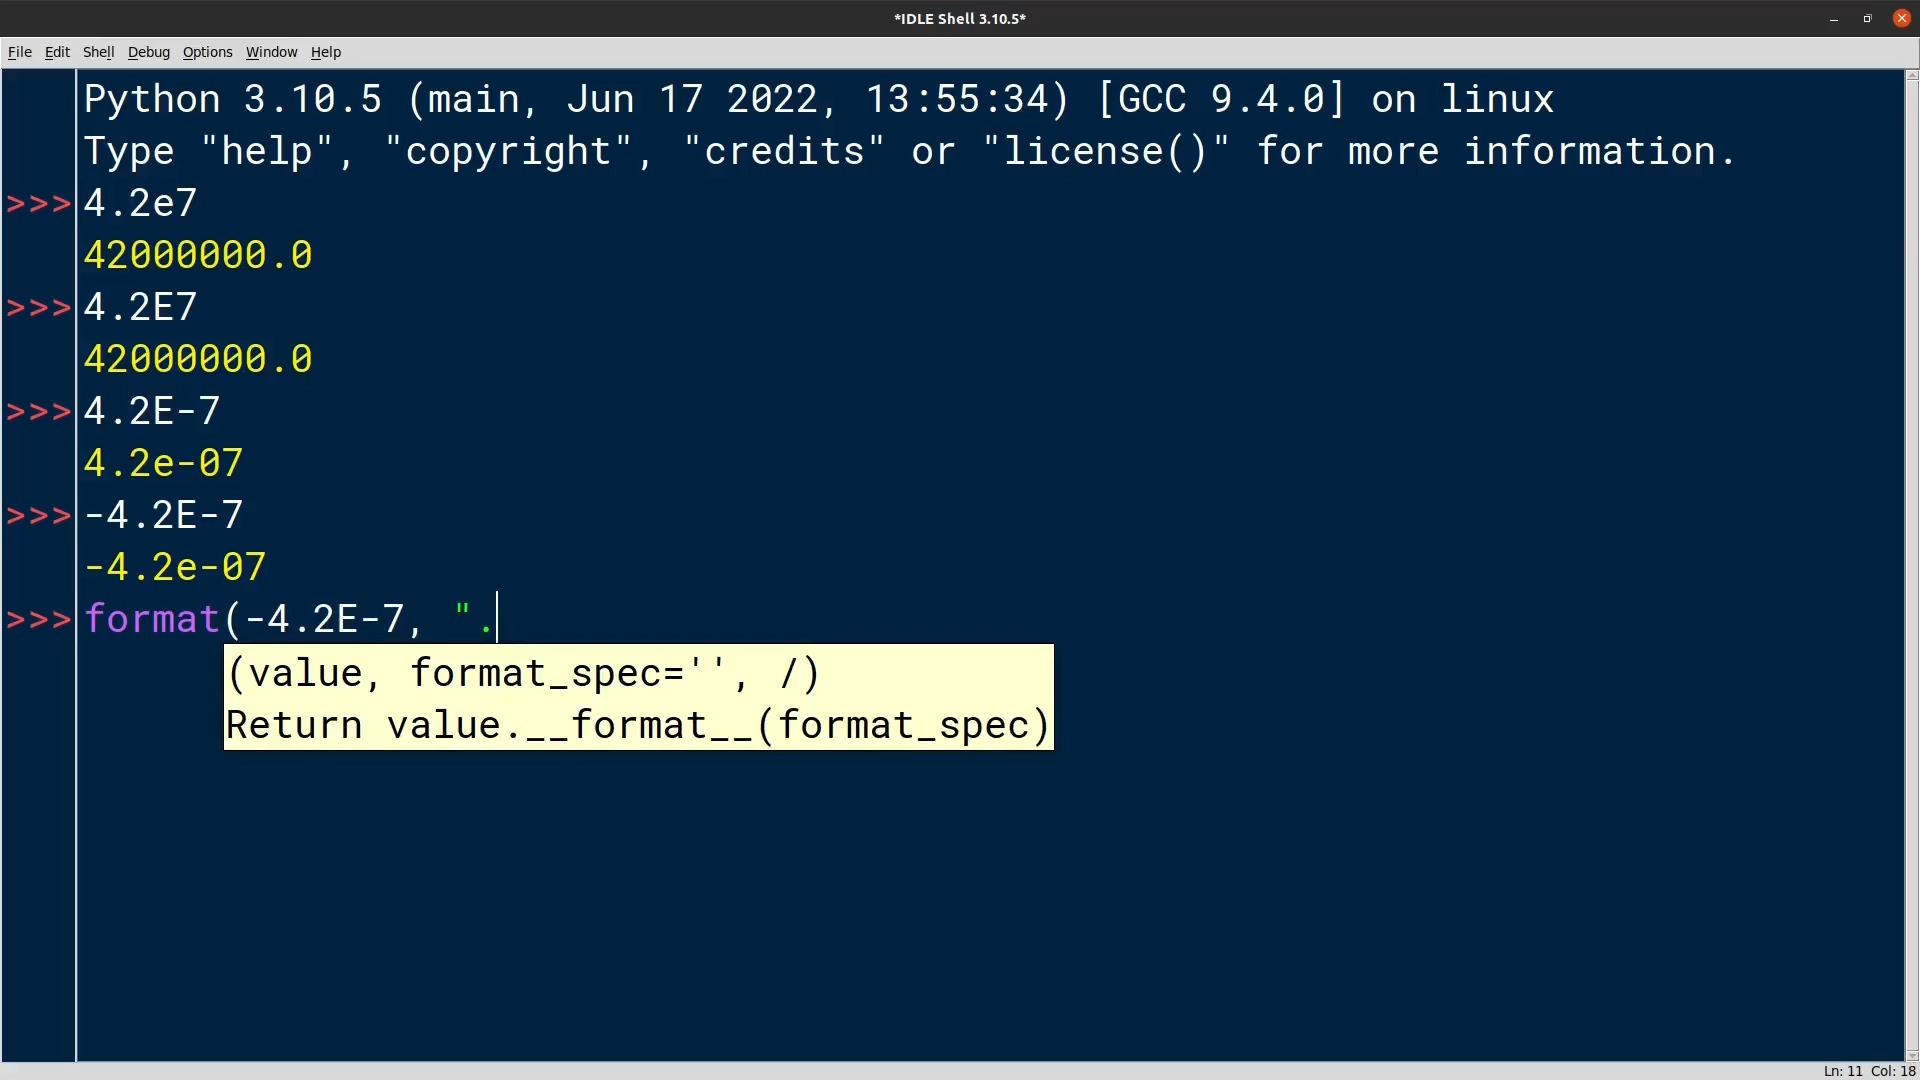 *IDLE Shell 3.10.5*
File Edit Shell Debug Options Window Help
Python 3.10.5 (main, Jun 17 2022, 13:55:34) [GCC 9.4.0] on linux
Type "help", "copyright", "credits" or "license()" for more information.
>>> 4.2e7
42000000.0
>>> 4.2E7
42000000.0
>>> 4.2E-7
4.2e-07
>>> -4.2E-7
-4.2e-07
>>> format(-4.2E-7, ".
(value, format_spec='', /)
Return value.__format__(format_spec)
Ln: 11 Col: 18